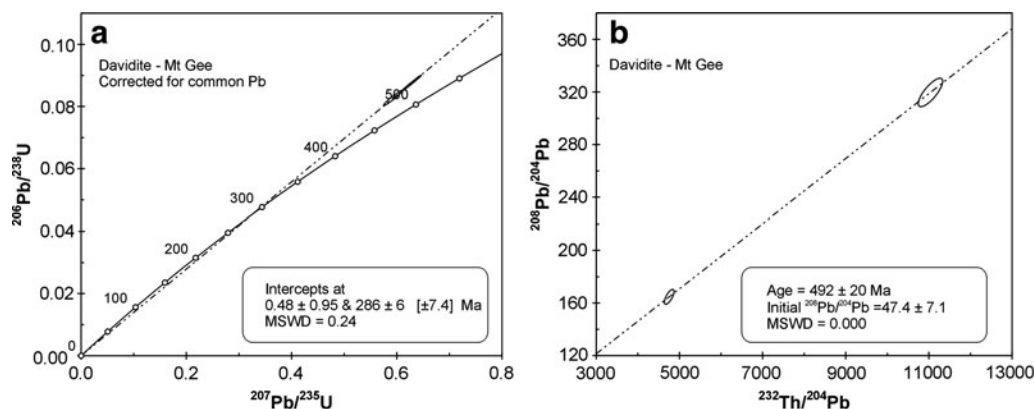 a
Davidite - Mt Gee
Corrected for common Pb
0.10
0.08
0.06
0.04
0.02
0.00
²⁰⁶Pb/²³⁸U
0
100
200
300
400
500
Intercepts at
0.48 ± 0.95 & 286 ± 6 [±7.4] Ma
MSWD = 0.24
0.0
0.2
0.4
0.6
0.8
²⁰⁷Pb/²³⁵U
b
Davidite - Mt Gee
360
320
280
240
200
160
120
²⁰⁸Pb/²⁰⁴Pb
Age = 492 ± 20 Ma
Initial ²⁰⁸Pb/²⁰⁴Pb =47.4 ± 7.1
MSWD = 0.000
3000
5000
7000
9000
11000
13000
²³²Th/²⁰⁴Pb